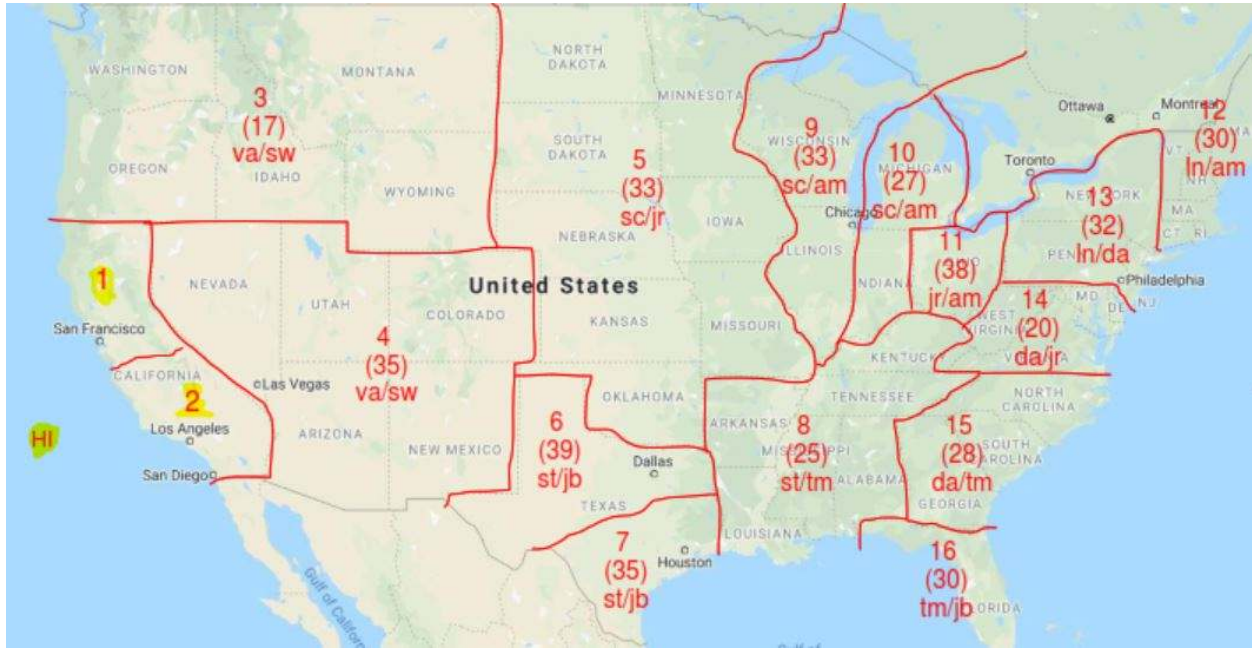 NORTH
DAKOTA
WASHINGTON
MONTANA
MINNESOTA
3
(17)
va/sw
OREGON
IDAHO
SOUTH
DAKOTA
WYOMING
5
(33)
sc/jr
9
WISCONSIN
(33)
sc/am
10
MICHIGAN
(27)
sc/am
Ottawa
Montreal
12
(30)
ln/am
VT
NH
MA
CT RI
Toronto
NEW YORK
13
(32)
ln/da
Chicago
IOWA
NEBRASKA
ILLINOIS
INDIANA
11
(38)
jr/am
OHIO
Philadelphia
MD
DE
NJ
1
NEVADA
UTAH
COLORADO
United States
KANSAS
MISSOURI
14
WEST
VIRGINIA
(20)
VIRGINIA
da/jr
KENTUCKY
San Francisco
CALIFORNIA
4
(35)
va/sw
Las Vegas
2
Los Angeles
HI
San Diego
ARIZONA
NEW MEXICO
OKLAHOMA
ARKANSAS
TENNESSEE
NORTH
CAROLINA
6
(39)
st/jb
Dallas
TEXAS
8
MISSISSIPPI
(25)
st/tm
ALABAMA
15
(28)
da/tm
SOUTH
CAROLINA
GEORGIA
LOUISIANA
7
(35)
st/jb
Houston
16
(30)
tm/jb
FLORIDA
Gulf of California
Gulf of